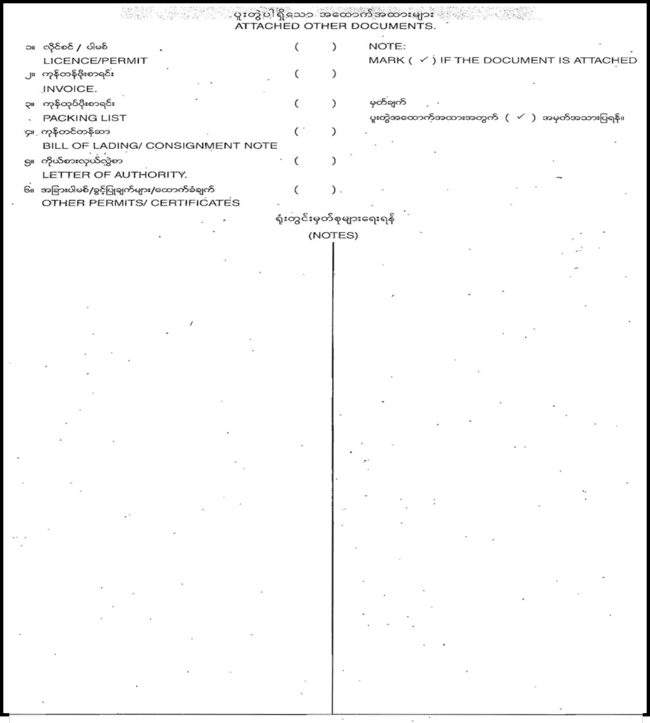 ပူးတွဲပါရှိသော အထောက်အထားများ
ATTACHED OTHER DOCUMENTS.
၁။ လိုင်စင် / ပါမစ် ( ) NOTE:
LICENCE/PERMIT MARK ( ✓ ) IF THE DOCUMENT IS ATTACHED
၂။ ကုန်တန်ဖိုးစာရင်း ( )
INVOICE.
၃။ ကုန်ထုပ်ပိုးစာရင်း ( ) မှတ်ချက်
PACKING LIST ပူးတွဲအထောက်အထားအတွက် ( ✓ ) အမှတ်အသားပြုရန်။
၄။ ကုန်တင်တန်ဆာ ( )
BILL OF LADING/ CONSIGNMENT NOTE
၅။ ကိုယ်စားလှယ်လွှဲစာ ( )
LETTER OF AUTHORITY.
၆။ အခြားပါမစ်/ခွင့်ပြုချက်များ/ထောက်ခံချက် ( )
OTHER PERMITS/ CERTIFICATES
ရုံးတွင်းမှတ်စုများရေးရန်
(NOTES)